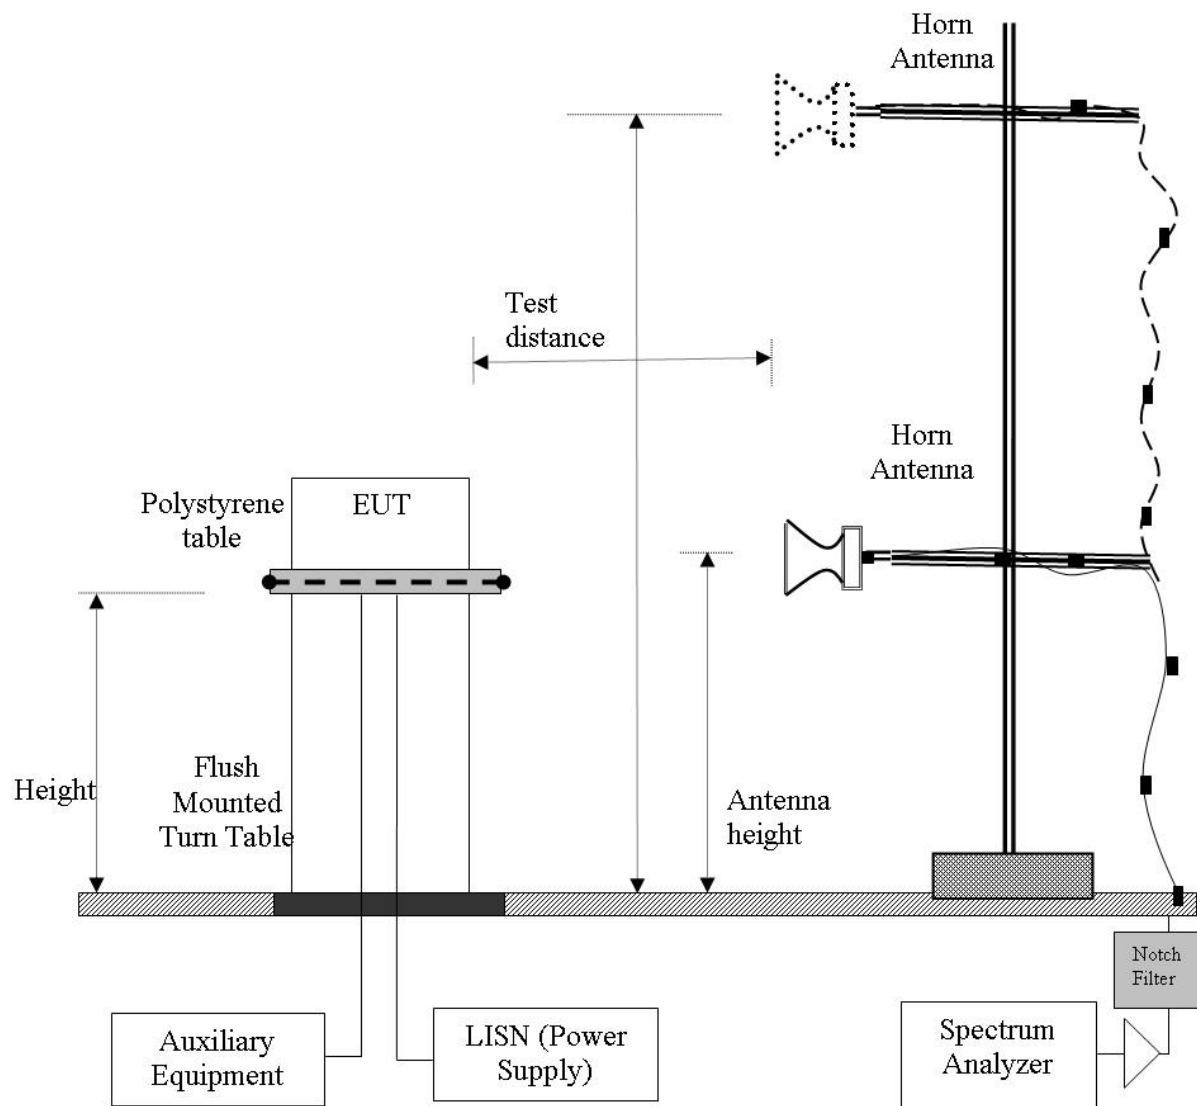 Horn
Antenna
Test
distance
Horn
Antenna
Polystyrene
table
EUT
Height
Flush
Mounted
Turn Table
Antenna
height
Notch
Filter
Auxiliary
Equipment
LISN (Power
Supply)
Spectrum
Analyzer